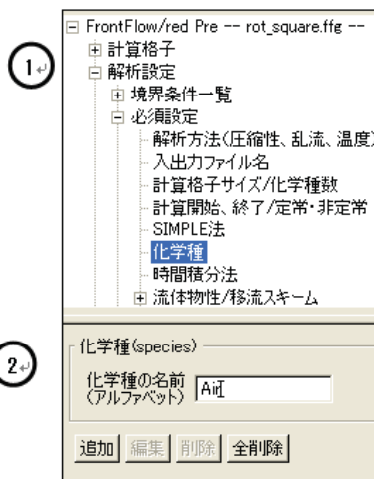 FrontFlow/red Pre -- rot_square.ffg --
計算格子
1
解析設定
境界条件一覧
必須設定
解析方法(圧縮性、乱流、温度)
入出力ファイル名
計算格子サイズ/化学種数
計算開始、終了/定常・非定常
SIMPLE法
化学種
時間積分法
流体物性/移流スキーム
2
化学種(species)
化学種の名前
(アルファベット)
Air
追加 編集 削除 全削除